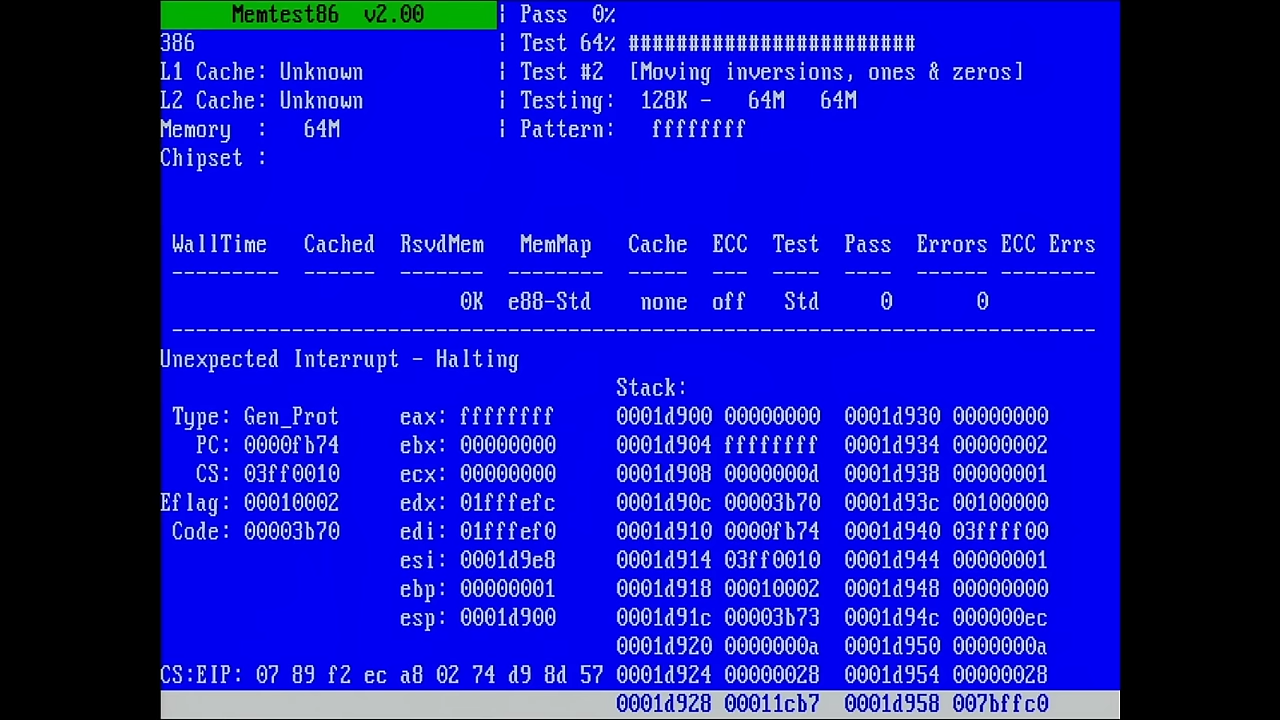 Memtest86 v2.00 | Pass 0%
386 | Test 64% ########################
L1 Cache: Unknown | Test #2 [Moving inversions, ones & zeros]
L2 Cache: Unknown | Testing: 128K - 64M 64M
Memory : 64M | Pattern: ffffffff
Chipset :
WallTime Cached RsvdMem MemMap Cache ECC Test Pass Errors ECC Errs
--------- ------ ------- -------- ----- --- ---- ---- ------ --------
0K e88-Std none off Std 0 0
-----------------------------------------------------------------------------
Unexpected Interrupt - Halting
Stack:
Type: Gen_Prot eax: ffffffff 0001d900 00000000 0001d930 00000000
PC: 0000fb74 ebx: 00000000 0001d904 ffffffff 0001d934 00000002
CS: 03ff0010 ecx: 00000000 0001d908 0000000d 0001d938 00000001
Eflag: 00010002 edx: 01fffefc 0001d90c 00003b70 0001d93c 00100000
Code: 00003b70 edi: 01fffef0 0001d910 0000fb74 0001d940 03ffff00
esi: 0001d9e8 0001d914 03ff0010 0001d944 00000001
ebp: 00000001 0001d918 00010002 0001d948 00000000
esp: 0001d900 0001d91c 00003b73 0001d94c 000000ec
0001d920 0000000a 0001d950 0000000a
CS:EIP: 07 89 f2 ec a8 02 74 d9 8d 57 0001d924 00000028 0001d954 00000028
0001d928 00011cb7 0001d958 007bffc0